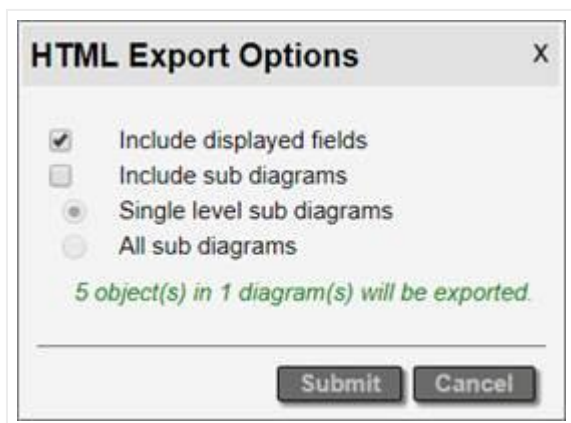 HTML Export Options X
Include displayed fields
Include sub diagrams
Single level sub diagrams
All sub diagrams
5 object(s) in 1 diagram(s) will be exported.
Submit Cancel